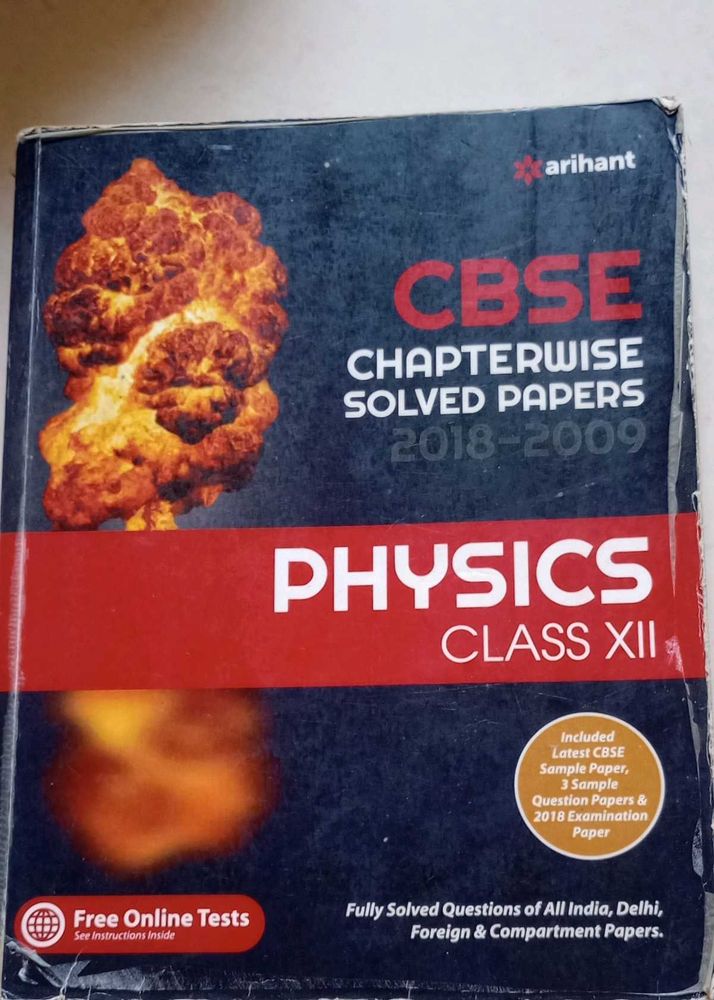 arihant
CBSE
CHAPTERWISE
SOLVED PAPERS
2018-2009
PHYSICS
CLASS XII
Included
Latest CBSE
Sample Paper,
3 Sample
Question Papers &
2018 Examination
Paper
Free Online Tests
See Instructions Inside
Fully Solved Questions of All India, Delhi,
Foreign & Compartment Papers.